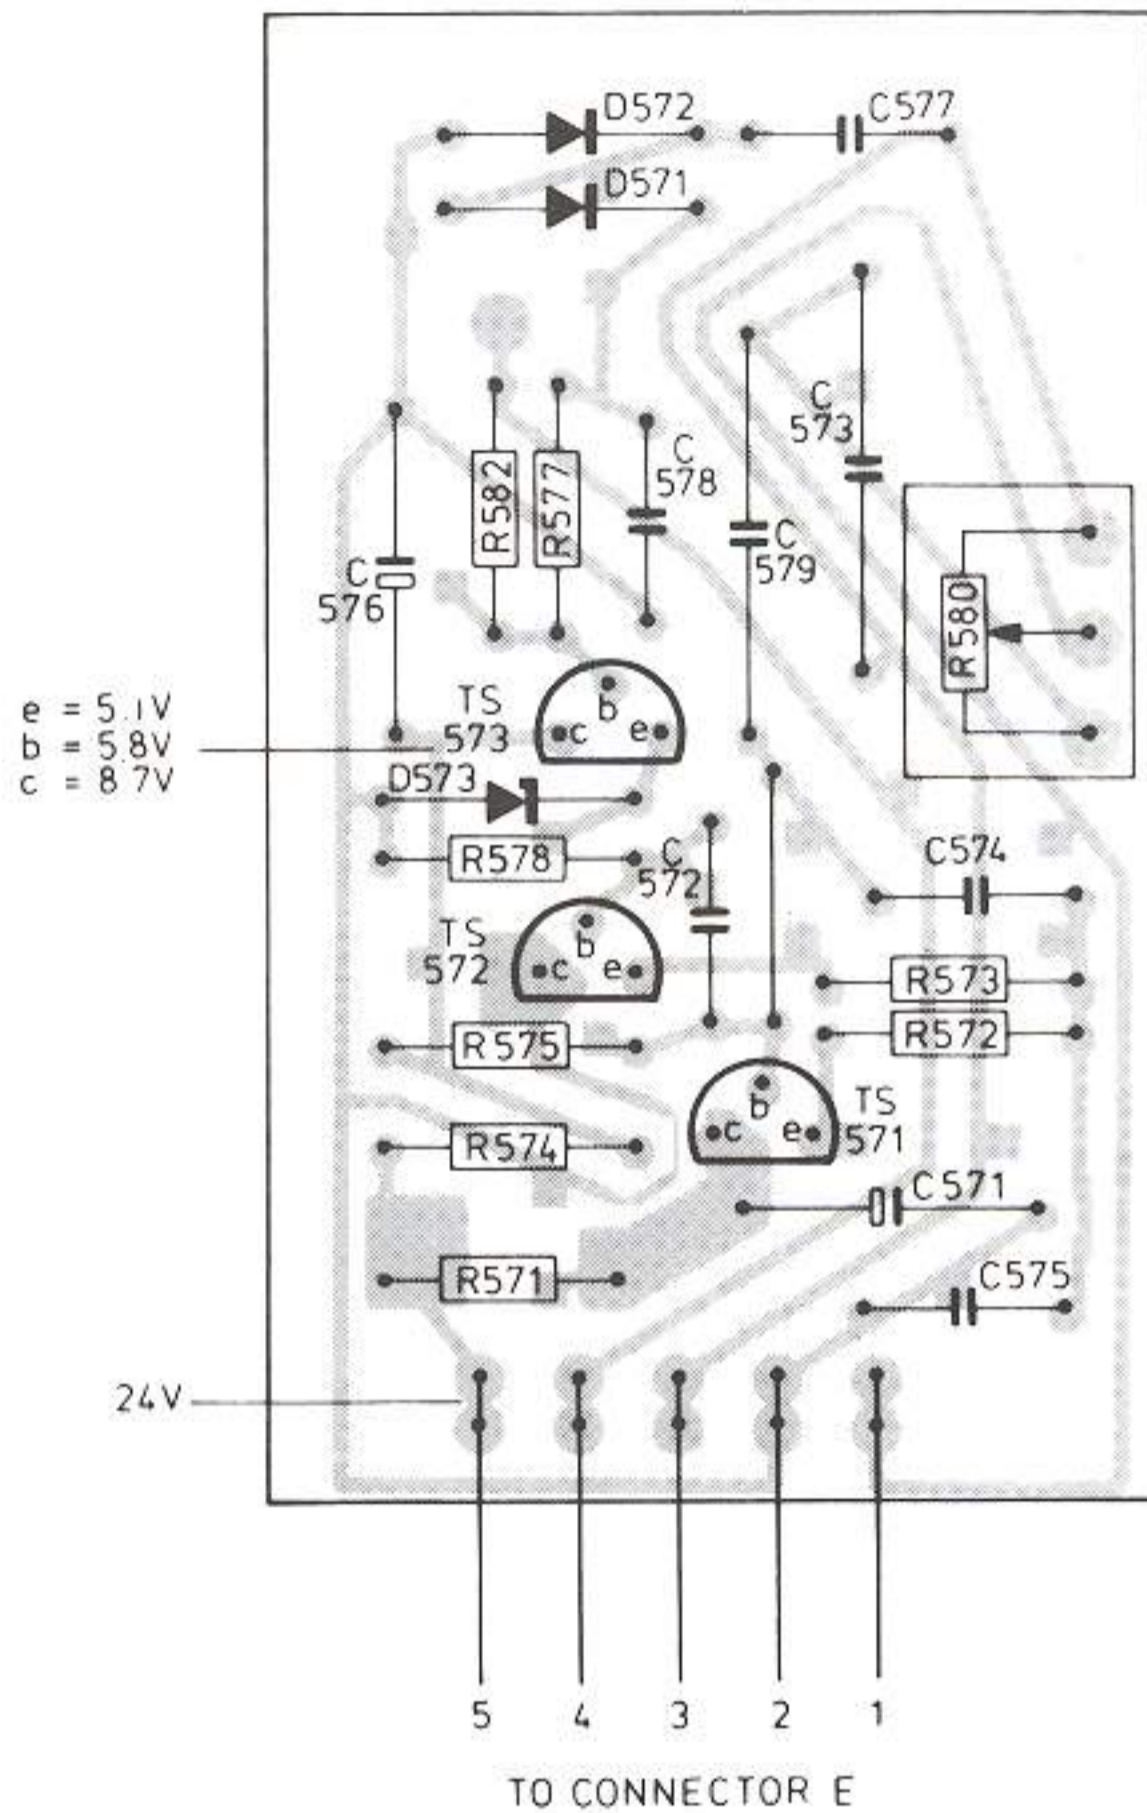 D572
C577
D571
C
573
C
578
R582
R577
C
579
C
576
R580
e = 5.1V
b = 5.8V
c = 8.7V
TS
573
b
c e
D573
R578
C
572
C574
TS
572
b
c e
R573
R572
R575
b
c e
TS
571
R574
C571
R571
C575
24V
5 4 3 2 1
TO CONNECTOR E